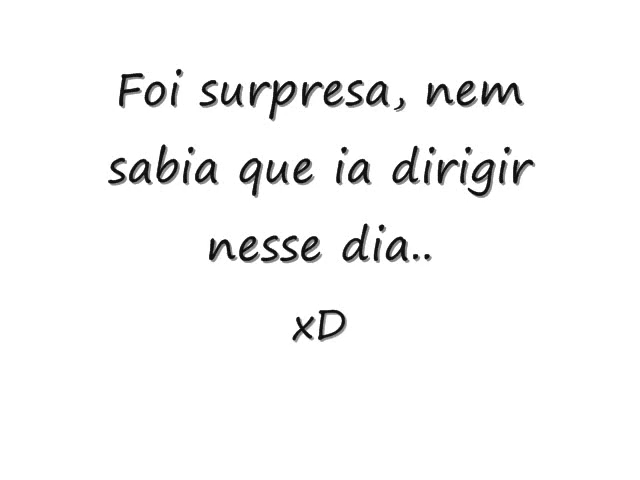 Foi surpresa, nem
sabia que ia dirigir
nesse dia..
xD